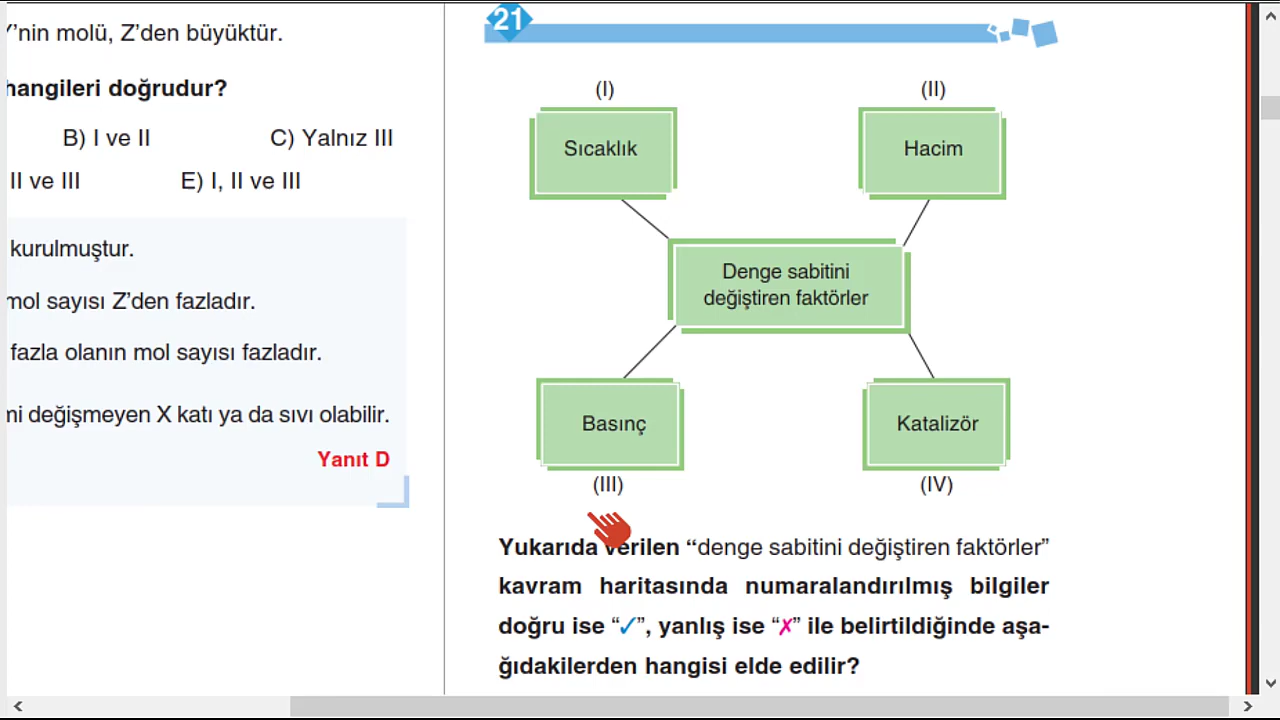 Y'nin molü, Z'den büyüktür.
hangileri doğrudur?
B) I ve II C) Yalnız III
II ve III E) I, II ve III
kurulmuştur.
mol sayısı Z'den fazladır.
fazla olanın mol sayısı fazladır.
mi değişmeyen X katı ya da sıvı olabilir.
Yanıt D
21
(I) (II)
Sıcaklık Hacim
Denge sabitini
değiştiren faktörler
Basınç Katalizör
(III) (IV)
Yukarıda verilen “denge sabitini değiştiren faktörler”
kavram haritasında numaralandırılmış bilgiler
doğru ise “✓”, yanlış ise “✗” ile belirtildiğinde aşa-
ğıdakilerden hangisi elde edilir?